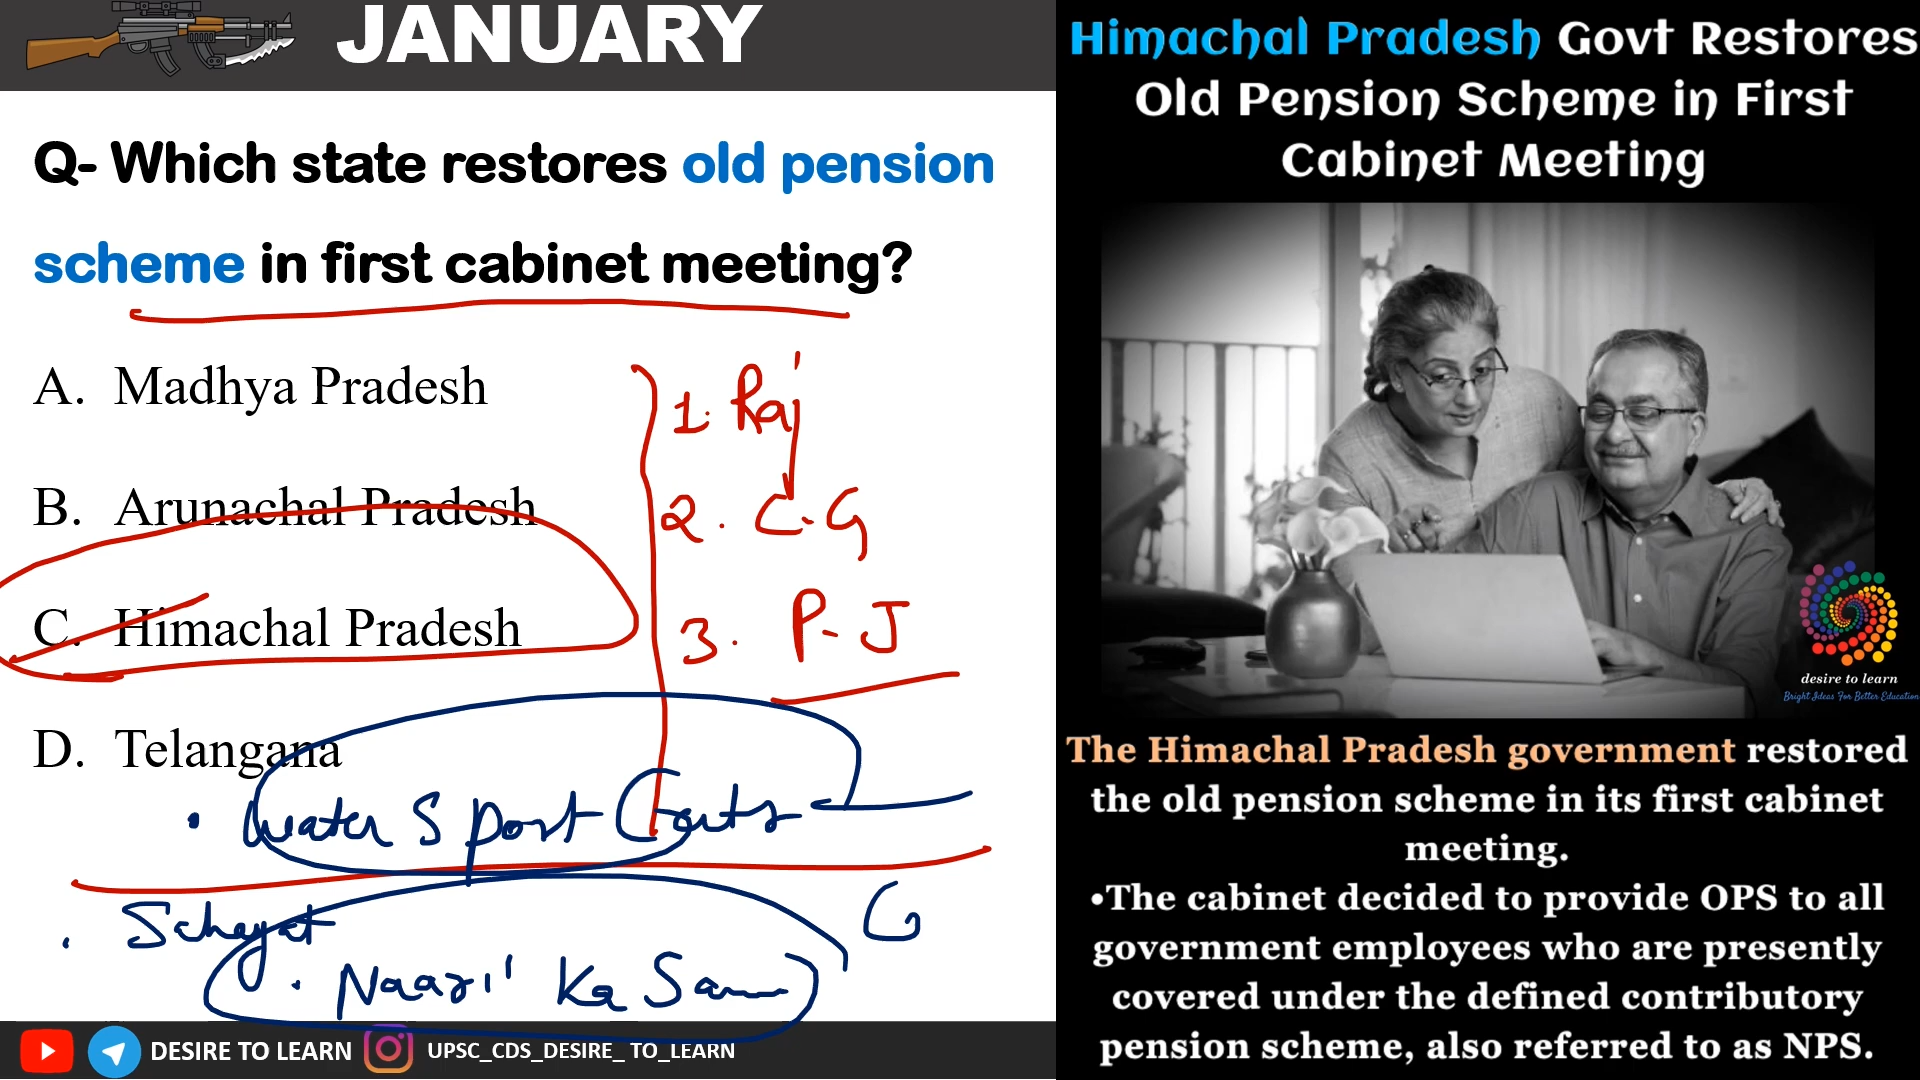 JANUARY
Q- Which state restores old pension
scheme in first cabinet meeting?
A. Madhya Pradesh
B. Arunachal Pradesh
C. Himachal Pradesh
D. Telangana
1. Raj
2. C.G
3. P-J
• Water Sport
G
• Naari Ka
DESIRE TO LEARN
UPSC_CDS_DESIRE_ TO_LEARN
Himachal Pradesh Govt Restores
Old Pension Scheme in First
Cabinet Meeting
desire to learn
Bright Ideas For Better Education
The Himachal Pradesh government restored
the old pension scheme in its first cabinet
meeting.
•The cabinet decided to provide OPS to all
government employees who are presently
covered under the defined contributory
pension scheme, also referred to as NPS.